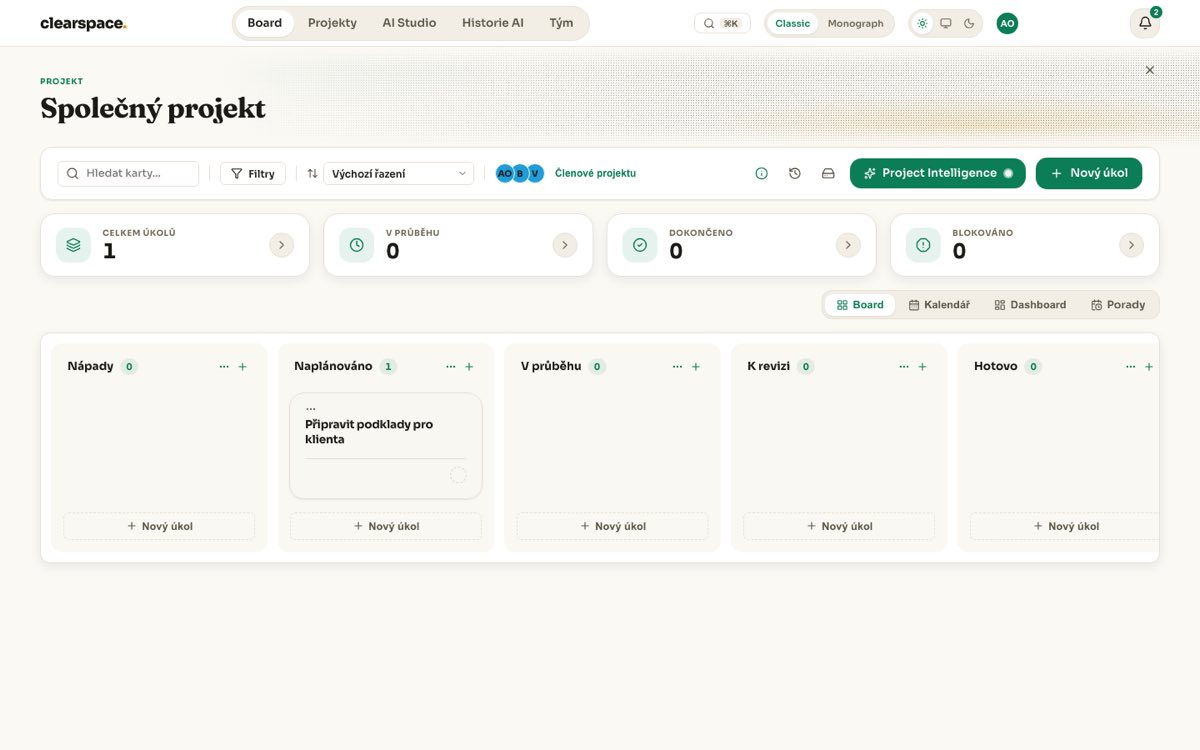 clearspace.
Board Projekty AI Studio Historie AI Tým
⌘K
Classic Monograph
AO
2
PROJEKT
Společný projekt
Hledat karty...
Filtry
Výchozí řazení
AO B V
Členové projektu
Project Intelligence
+ Nový úkol
CELKEM ÚKOLŮ
1
V PRŮBĚHU
0
DOKONČENO
0
BLOKOVÁNO
0
Board Kalendář Dashboard Porady
Nápady 0 ... +
Naplánováno 1 ... +
V průběhu 0 ... +
K revizi 0 ... +
Hotovo 0 ... +
...
Připravit podklady pro
klienta
+ Nový úkol
+ Nový úkol
+ Nový úkol
+ Nový úkol
+ Nový úkol